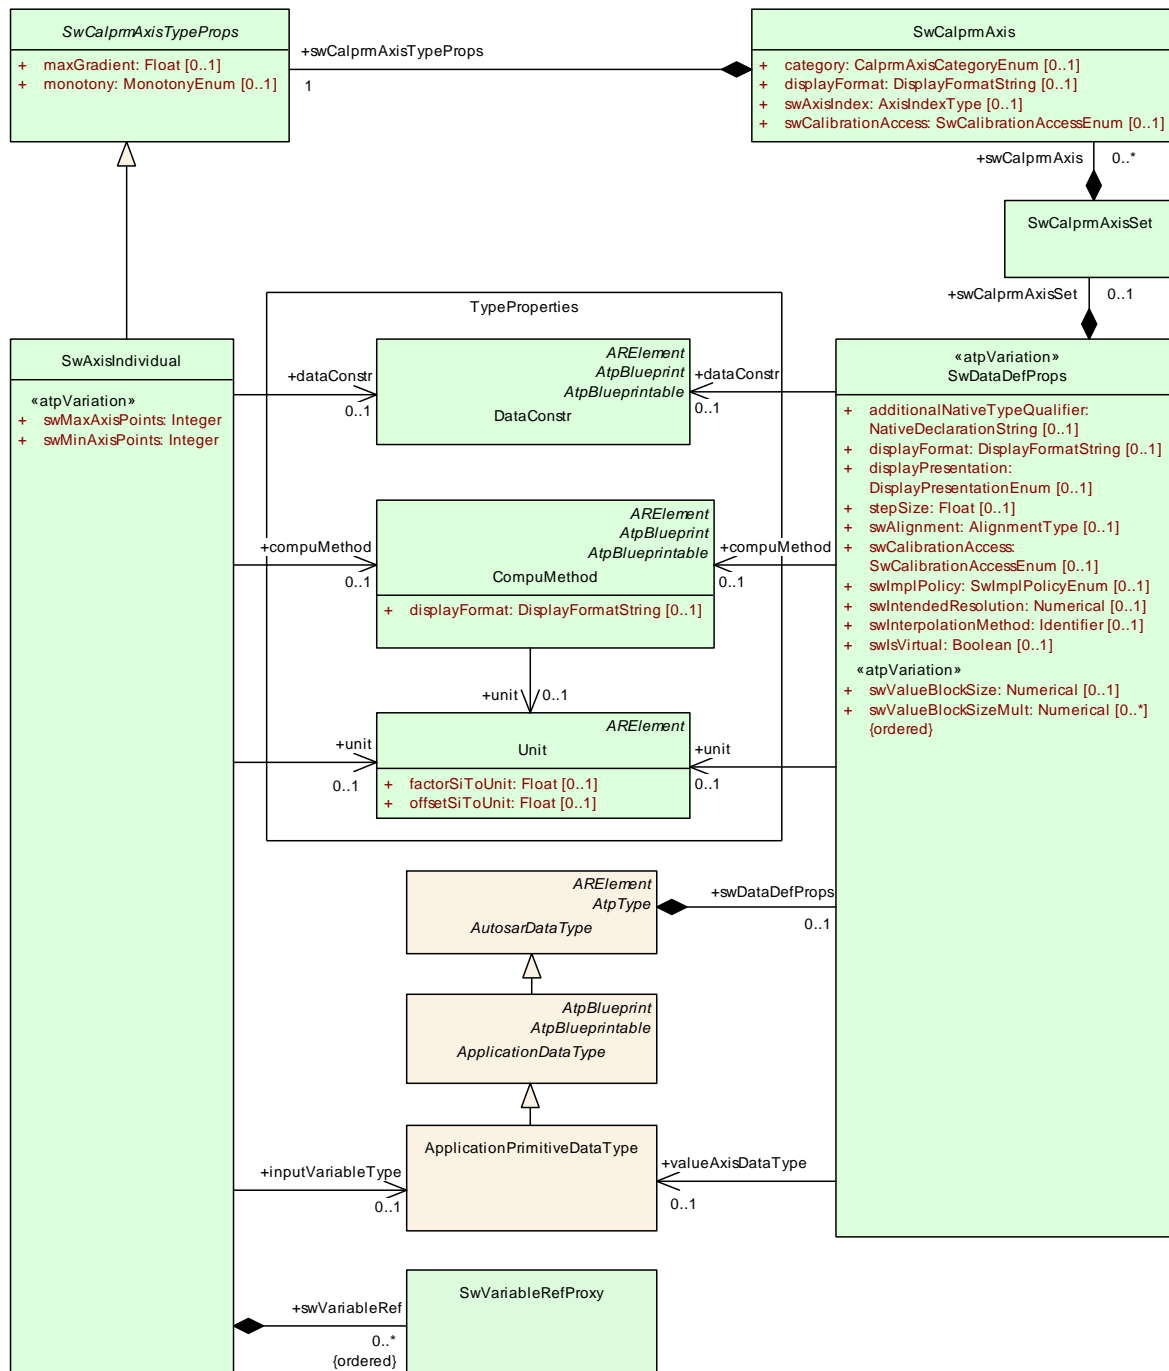 SwCalprmAxisTypeProps
+ maxGradient: Float [0..1]
+ monotony: MonotonyEnum [0..1]
+swCalprmAxisTypeProps
1
SwCalprmAxis
+ category: CalprmAxisCategoryEnum [0..1]
+ displayFormat: DisplayFormatString [0..1]
+ swAxisIndex: AxisIndexType [0..1]
+ swCalibrationAccess: SwCalibrationAccessEnum [0..1]
+swCalprmAxis
0..*
SwCalprmAxisSet
+swCalprmAxisSet
0..1
TypeProperties
SwAxisIndividual
«atpVariation»
+ swMaxAxisPoints: Integer
+ swMinAxisPoints: Integer
+dataConstr
0..1
ARElement
AtpBlueprint
AtpBlueprintable
DataConstr
+dataConstr
0..1
«atpVariation»
SwDataDefProps
+ additionalNativeTypeQualifier:
NativeDeclarationString [0..1]
+ displayFormat: DisplayFormatString [0..1]
+ displayPresentation:
DisplayPresentationEnum [0..1]
+ stepSize: Float [0..1]
+ swAlignment: AlignmentType [0..1]
+ swCalibrationAccess:
SwCalibrationAccessEnum [0..1]
+ swImplPolicy: SwImplPolicyEnum [0..1]
+ swIntendedResolution: Numerical [0..1]
+ swInterpolationMethod: Identifier [0..1]
+ swIsVirtual: Boolean [0..1]
«atpVariation»
+ swValueBlockSize: Numerical [0..1]
+ swValueBlockSizeMult: Numerical [0..*]
{ordered}
+compuMethod
0..1
ARElement
AtpBlueprint
AtpBlueprintable
CompuMethod
+ displayFormat: DisplayFormatString [0..1]
+compuMethod
0..1
+unit
0..1
+unit
0..1
ARElement
Unit
+ factorSiToUnit: Float [0..1]
+ offsetSiToUnit: Float [0..1]
+unit
0..1
ARElement
AtpType
AutosarDataType
+swDataDefProps
0..1
AtpBlueprint
AtpBlueprintable
ApplicationDataType
ApplicationPrimitiveDataType
+inputVariableType
0..1
+valueAxisDataType
0..1
SwVariableRefProxy
+swVariableRef
0..*
{ordered}